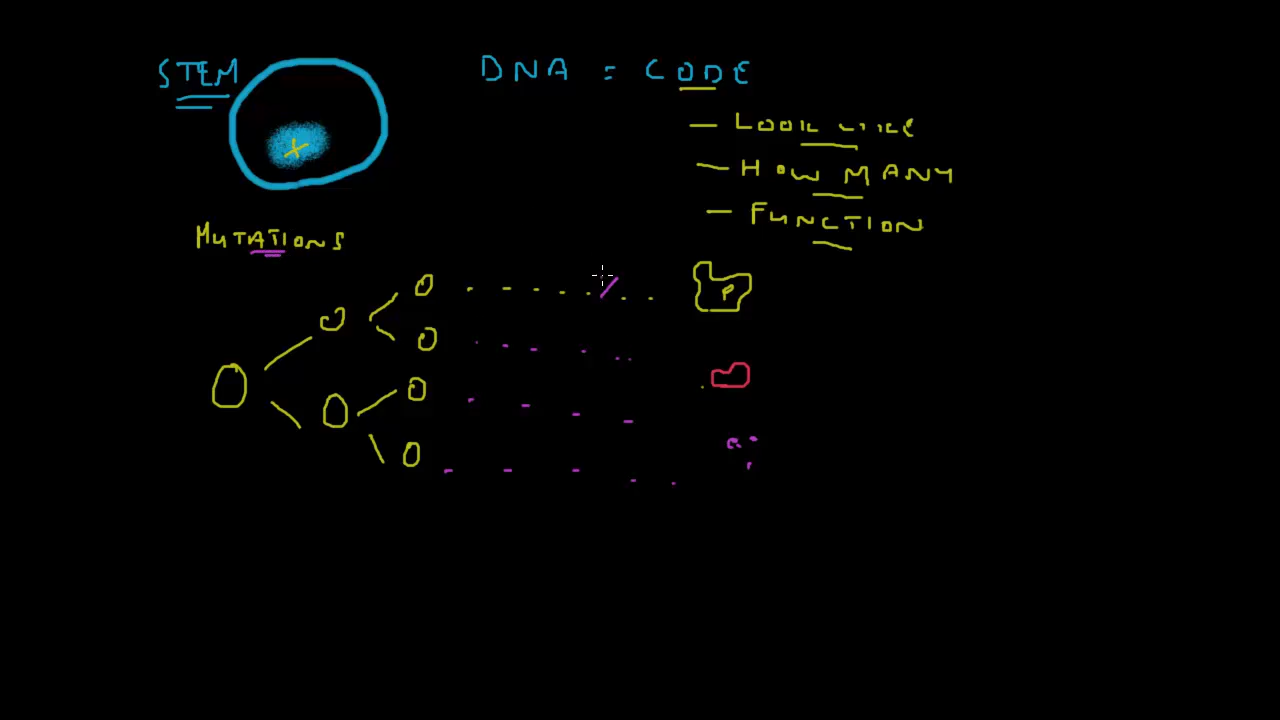 STEM
DNA = CODE
- LOOK LIKE
- HOW MANY
- FUNCTION
MUTATIONS
P